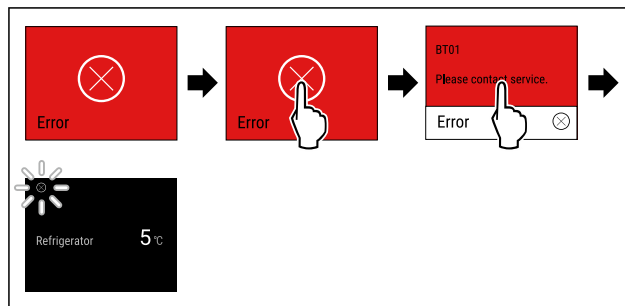 Error
Error
BT01
Please contact service.
Error
Refrigerator 5 °C